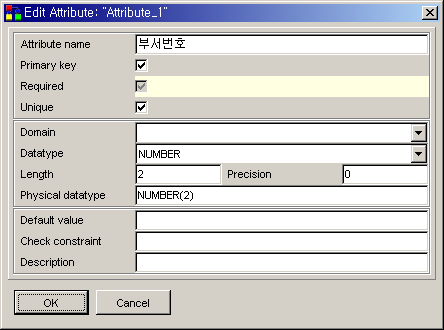 Edit Attribute: "Attribute_1"
Attribute name 부서번호
Primary key
Required
Unique
Domain
Datatype NUMBER
Length 2 Precision 0
Physical datatype NUMBER(2)
Default value
Check constraint
Description
OK Cancel